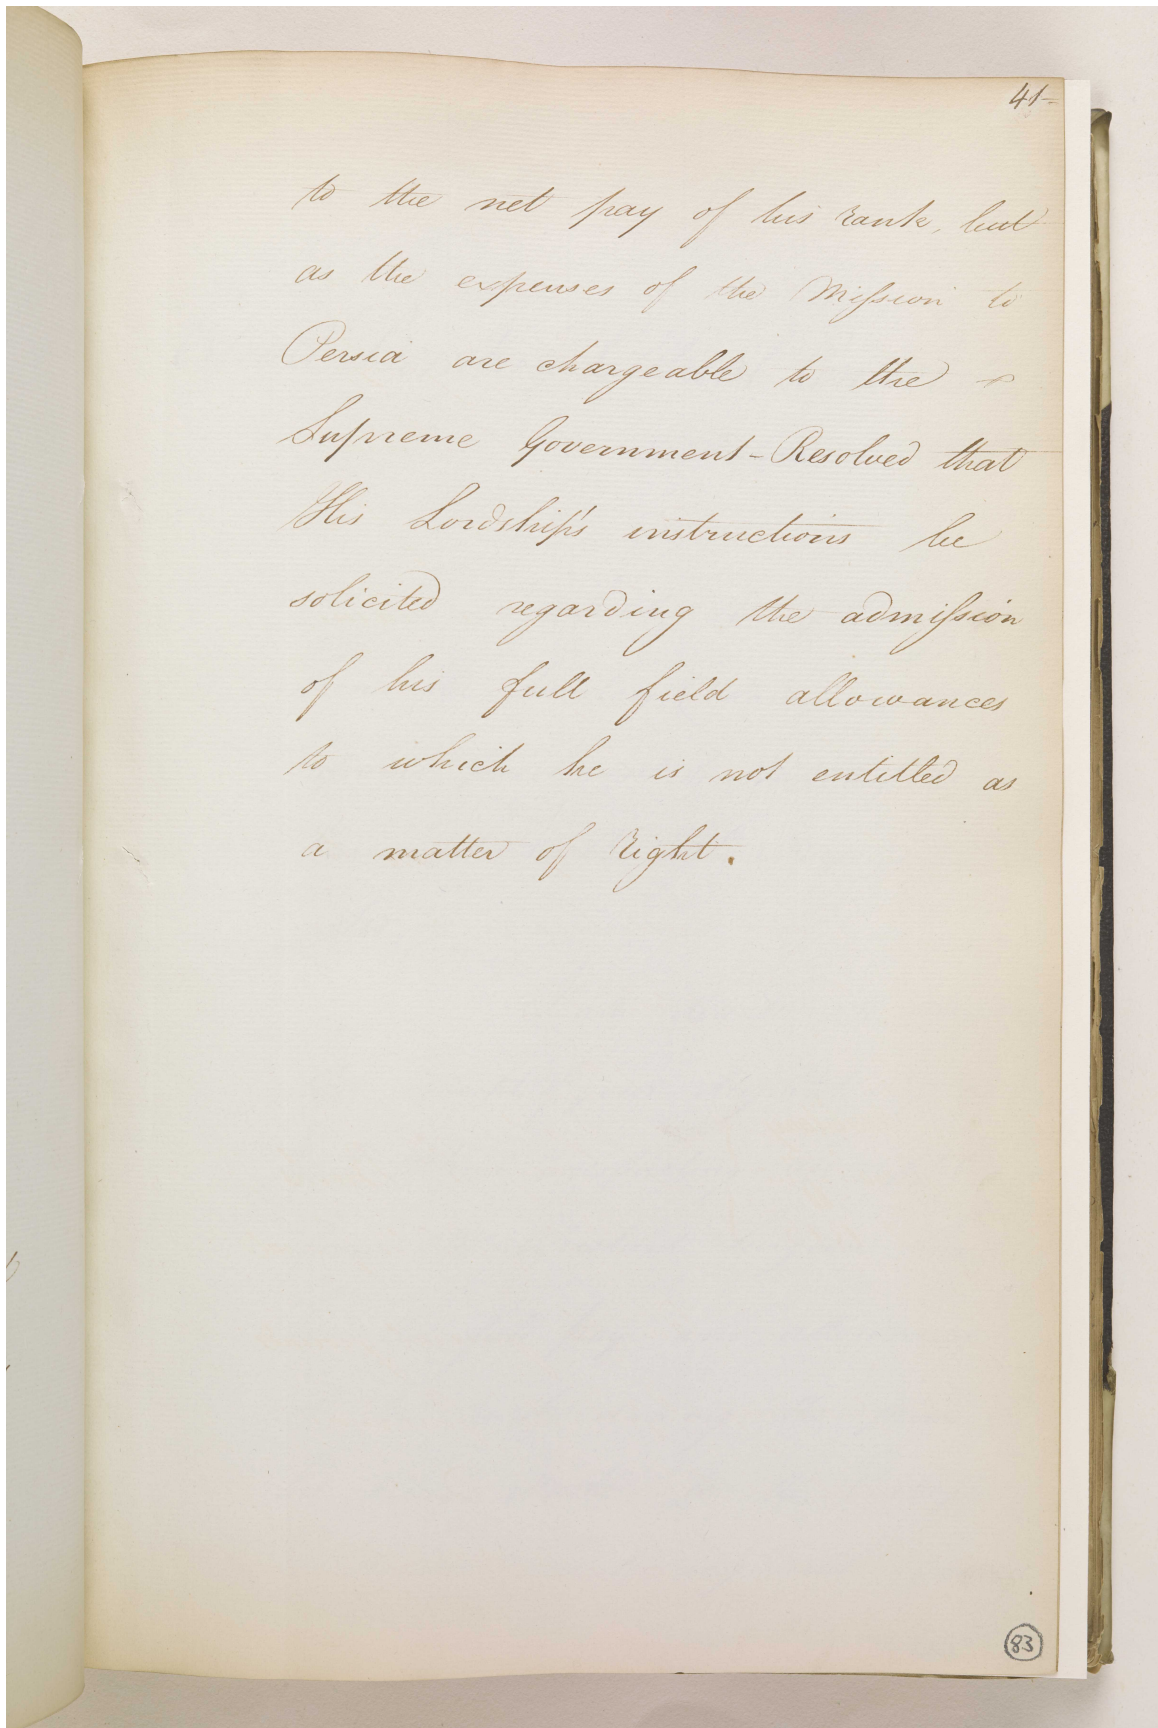 41-
to the net pay of his rank, but
as the expenses of the Mission to
Persia are chargeable to the
Supreme Government - Resolved that
His Lordship's instructions be
solicited regarding the admission
of his full field allowances
to which he is not entitled as
a matter of right.
83